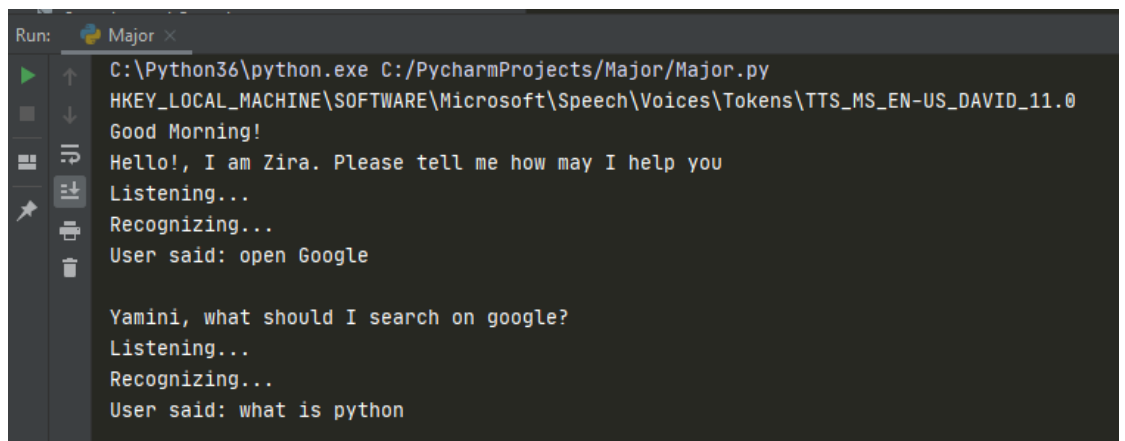 Run:
Major
C:\Python36\python.exe C:/PycharmProjects/Major/Major.py
HKEY_LOCAL_MACHINE\SOFTWARE\Microsoft\Speech\Voices\Tokens\TTS_MS_EN-US_DAVID_11.0
Good Morning!
Hello!, I am Zira. Please tell me how may I help you
Listening...
Recognizing...
User said: open Google
Yamini, what should I search on google?
Listening...
Recognizing...
User said: what is python